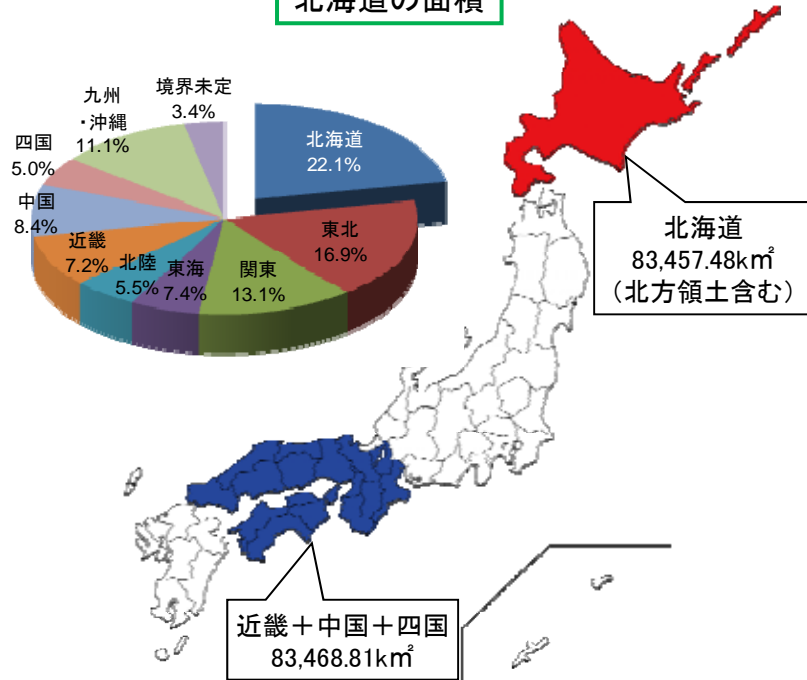 北海道の面積
境界未定
3.4%
九州
・沖縄
11.1%
四国
5.0%
中国
8.4%
近畿
7.2%
北陸
5.5%
東海
7.4%
関東
13.1%
東北
16.9%
北海道
22.1%
北海道
83,457.48k㎡
（北方領土含む）
近畿＋中国＋四国
83,468.81k㎡